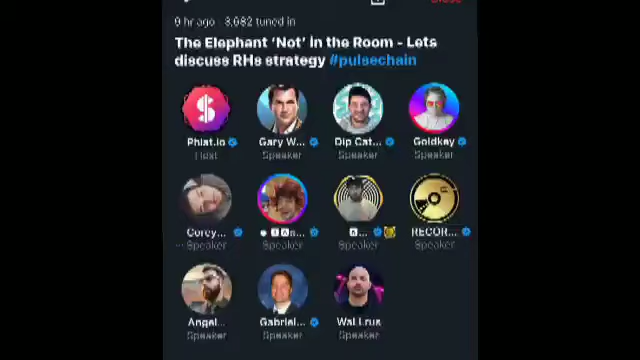 9 hr ago · 3,682 tuned in
The Elephant ‘Not’ in the Room - Lets
discuss RHs strategy #pulsechain
Phiat.io Gary W... Dip Cat... Goldkey
Host Speaker Speaker Speaker
Corey... RECOR...
Speaker Speaker Speaker Speaker
Angel... Gabriel... Wal⁝rus
Speaker Speaker Speaker